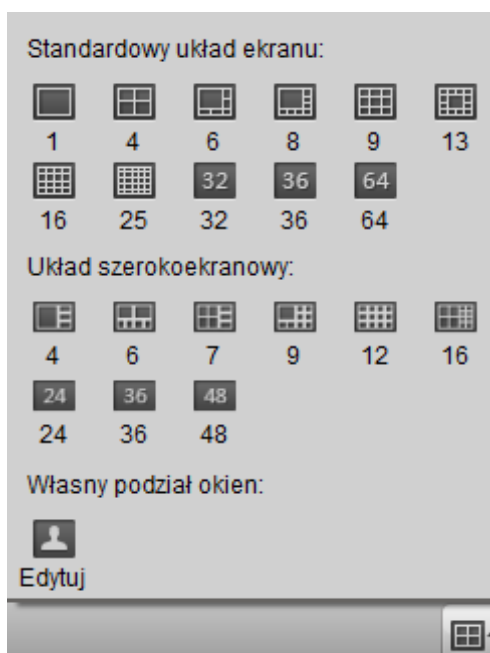 Standardowy układ ekranu:
1 4 6 8 9 13
32 36 64
16 25 32 36 64
Układ szerokoekranowy:
4 6 7 9 12 16
24 36 48
24 36 48
Własny podział okien:
Edytuj